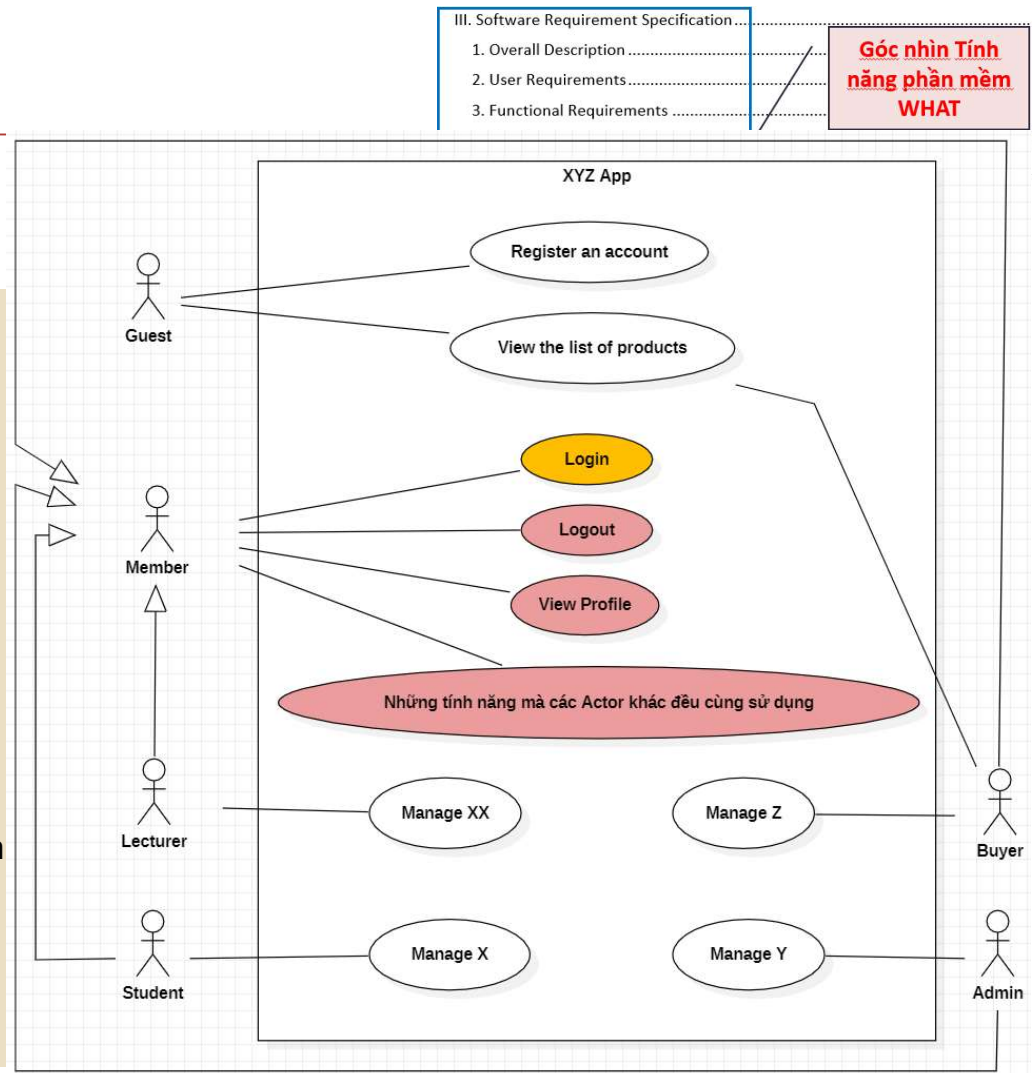 III. Software Requirement Specification
1. Overall Description
2. User Requirements
3. Functional Requirements
Góc nhìn Tính
năng phần mềm
WHAT
XYZ App
Register an account
Guest
View the list of products
Login
Logout
Member
View Profile
Những tính năng mà các Actor khác đều cùng sử dụng
Manage XX
Manage Z
Lecturer
Buyer
Manage X
Manage Y
Student
Admin